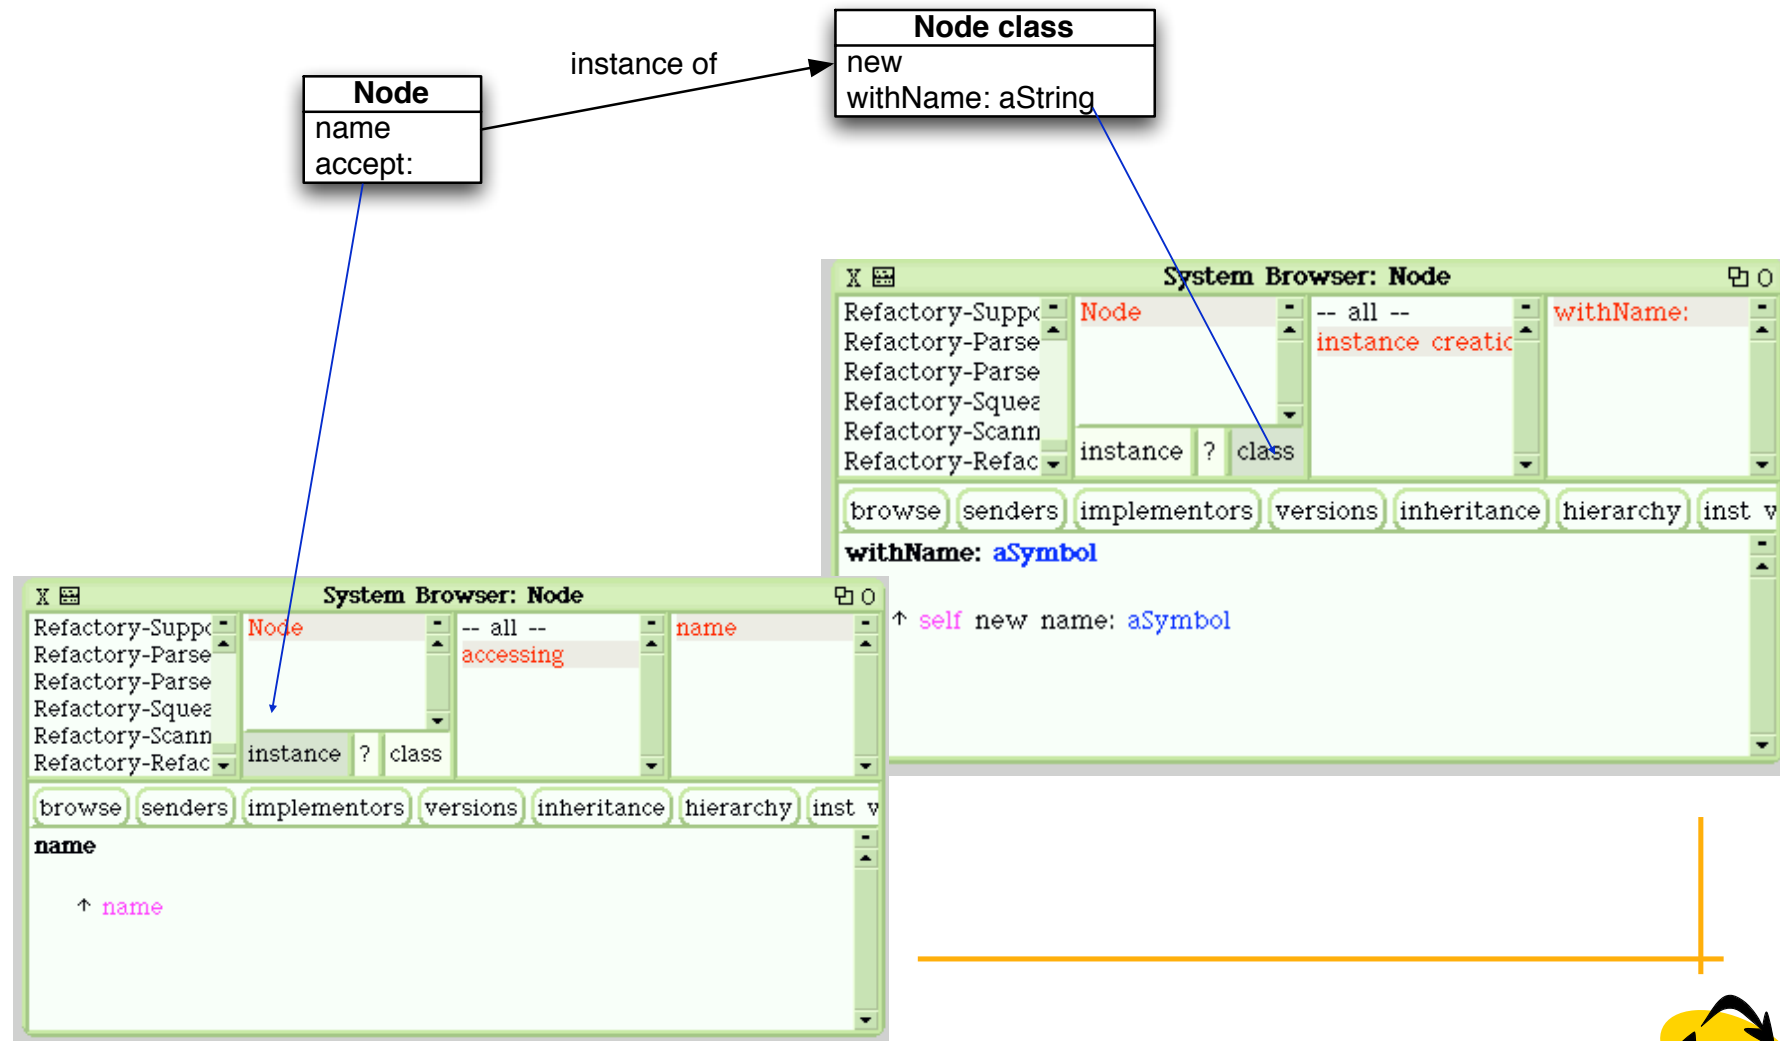 Node class
new
withName: aString
instance of
Node
name
accept:
System Browser: Node
Refactory-Suppo
Refactory-Parse
Refactory-Parse
Refactory-Squea
Refactory-Scann
Refactory-Refac
Node
instance ? class
-- all --
instance creatio
withName:
browse senders implementors versions inheritance hierarchy inst v
withName: aSymbol
↑ self new name: aSymbol
System Browser: Node
Refactory-Suppo
Refactory-Parse
Refactory-Parse
Refactory-Squea
Refactory-Scann
Refactory-Refac
Node
instance ? class
-- all --
accessing
name
browse senders implementors versions inheritance hierarchy inst v
name
↑ name